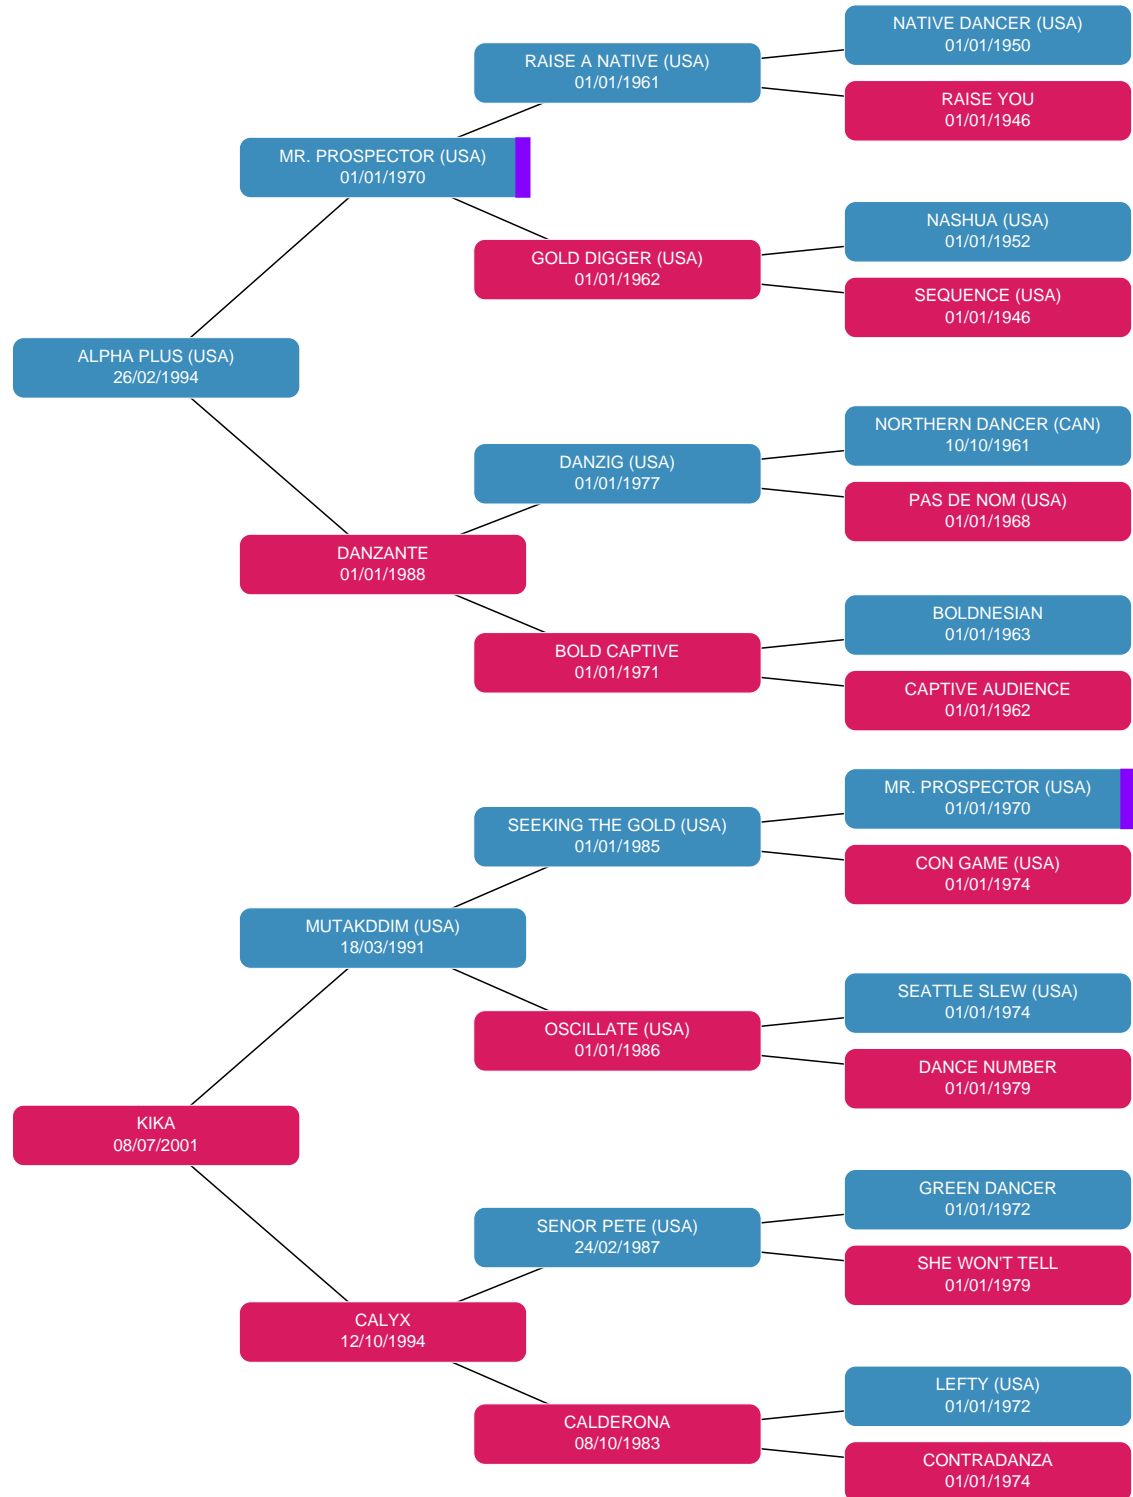 NATIVE DANCER (USA)
01/01/1950
RAISE A NATIVE (USA)
01/01/1961
RAISE YOU
01/01/1946
MR. PROSPECTOR (USA)
01/01/1970
NASHUA (USA)
01/01/1952
GOLD DIGGER (USA)
01/01/1962
SEQUENCE (USA)
01/01/1946
ALPHA PLUS (USA)
26/02/1994
NORTHERN DANCER (CAN)
10/10/1961
DANZIG (USA)
01/01/1977
PAS DE NOM (USA)
01/01/1968
DANZANTE
01/01/1988
BOLDNESIAN
01/01/1963
BOLD CAPTIVE
01/01/1971
CAPTIVE AUDIENCE
01/01/1962
MR. PROSPECTOR (USA)
01/01/1970
SEEKING THE GOLD (USA)
01/01/1985
CON GAME (USA)
01/01/1974
MUTAKDDIM (USA)
18/03/1991
SEATTLE SLEW (USA)
01/01/1974
OSCILLATE (USA)
01/01/1986
DANCE NUMBER
01/01/1979
KIKA
08/07/2001
GREEN DANCER
01/01/1972
SENOR PETE (USA)
24/02/1987
SHE WON'T TELL
01/01/1979
CALYX
12/10/1994
LEFTY (USA)
01/01/1972
CALDERONA
08/10/1983
CONTRADANZA
01/01/1974